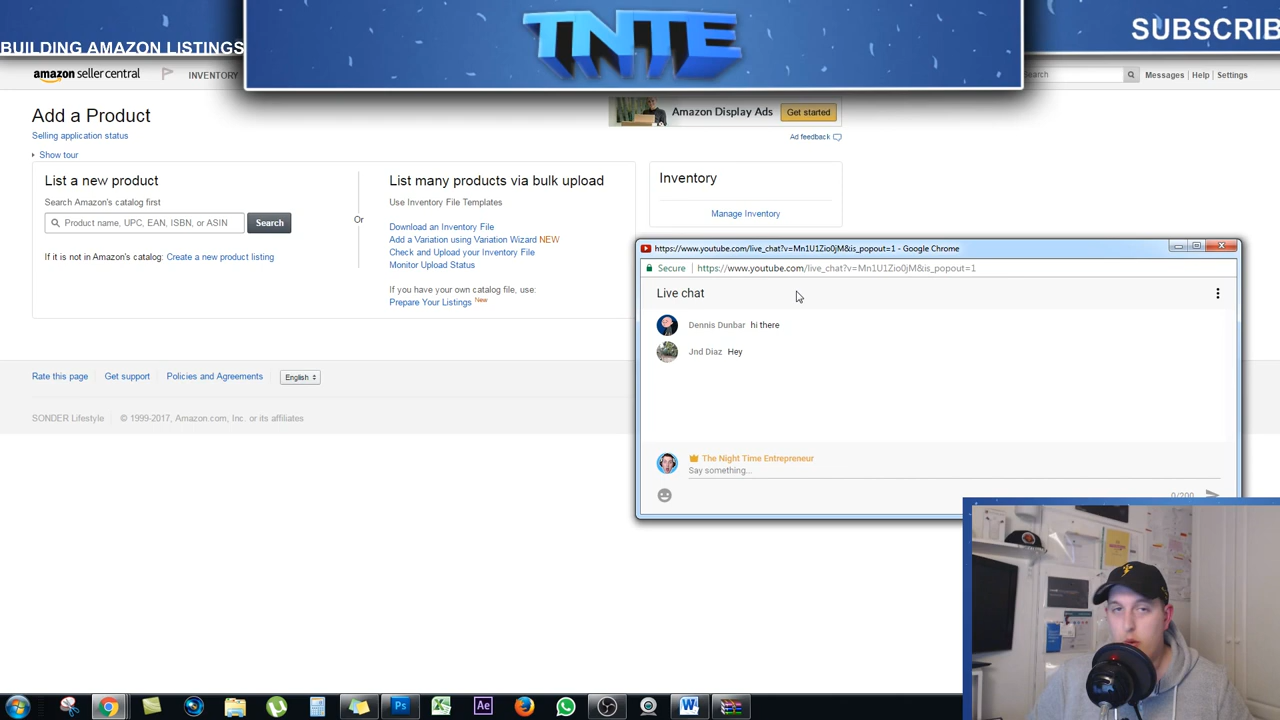 BUILDING AMAZON LISTINGS
TNTE
SUBSCRIB
amazon seller central
INVENTORY
Search
Messages | Help | Settings
Add a Product
Selling application status
Show tour
Amazon Display Ads
Get started
Ad feedback
List a new product
Search Amazon's catalog first
Product name, UPC, EAN, ISBN, or ASIN
Search
If it is not in Amazon's catalog: Create a new product listing
Or
List many products via bulk upload
Use Inventory File Templates
Download an Inventory File
Add a Variation using Variation Wizard NEW
Check and Upload your Inventory File
Monitor Upload Status
If you have your own catalog file, use:
Prepare Your Listings New
Inventory
Manage Inventory
https://www.youtube.com/live_chat?v=Mn1U1Zio0jM&is_popout=1 - Google Chrome
Secure
https://www.youtube.com/live_chat?v=Mn1U1Zio0jM&is_popout=1
Live chat
Dennis Dunbar hi there
Jnd Diaz Hey
The Night Time Entrepreneur
Say something...
0/200
Rate this page
Get support
Policies and Agreements
English
SONDER Lifestyle
© 1999-2017, Amazon.com, Inc. or its affiliates
Ps
Ae
W